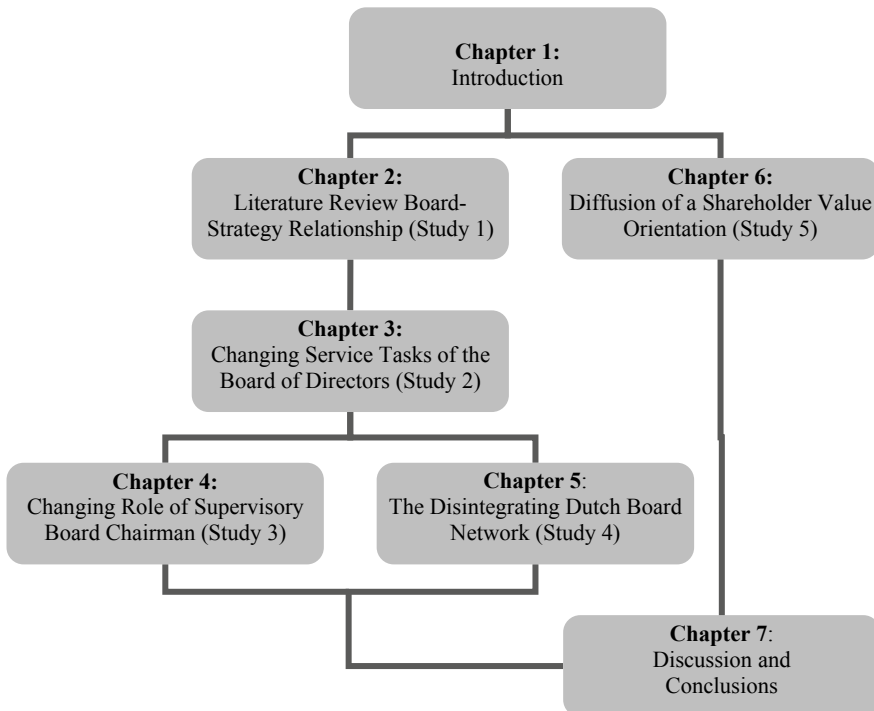 Chapter 1:
Introduction
Chapter 2:
Literature Review Board-
Strategy Relationship (Study 1)
Chapter 6:
Diffusion of a Shareholder Value
Orientation (Study 5)
Chapter 3:
Changing Service Tasks of the
Board of Directors (Study 2)
Chapter 4:
Changing Role of Supervisory
Board Chairman (Study 3)
Chapter 5:
The Disintegrating Dutch Board
Network (Study 4)
Chapter 7:
Discussion and
Conclusions